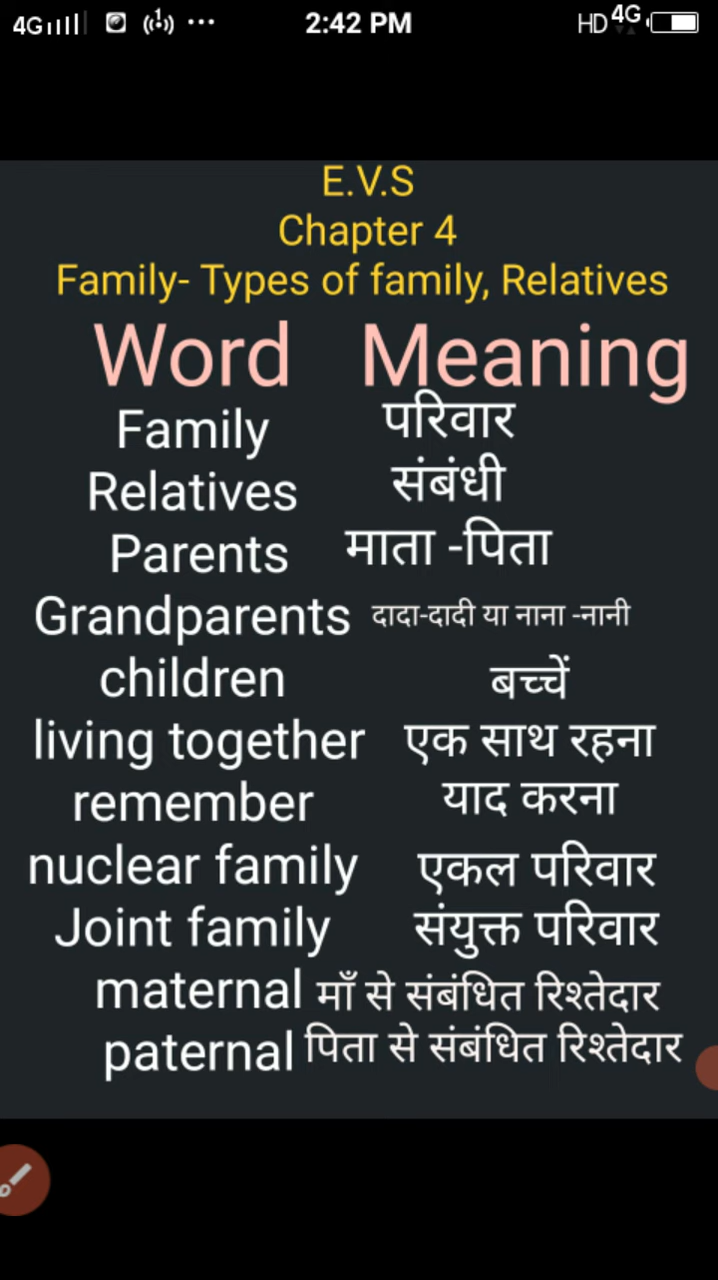 4G 2:42 PM HD 4G
E.V.S
Chapter 4
Family- Types of family, Relatives
Word Meaning
Family परिवार
Relatives संबंधी
Parents माता -पिता
Grandparents दादा-दादी या नाना -नानी
children बच्चें
living together एक साथ रहना
remember याद करना
nuclear family एकल परिवार
Joint family संयुक्त परिवार
maternal माँ से संबंधित रिश्तेदार
paternal पिता से संबंधित रिश्तेदार